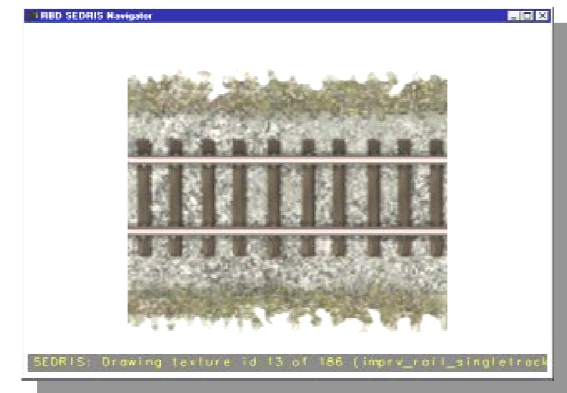 RBD SEDRIS Navigator
SEDRIS: Drawing texture id 13 of 186 (imprv_rail_singletrack